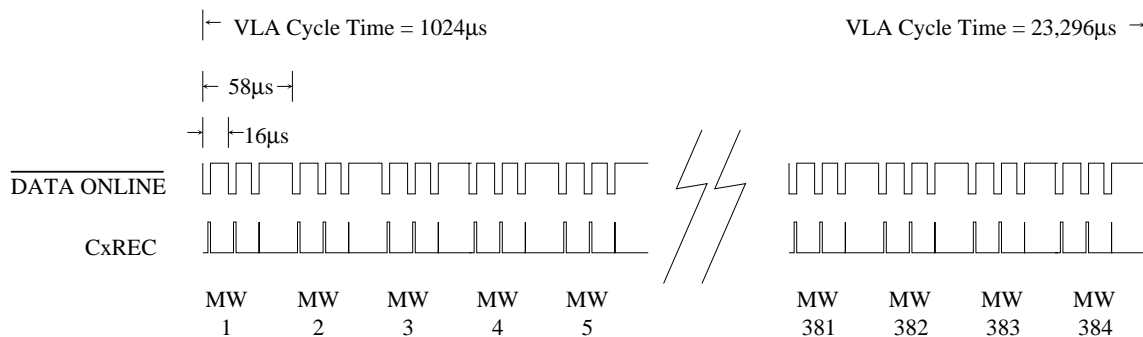 VLA Cycle Time = 1024μs VLA Cycle Time = 23,296μs
58μs
16μs
DATA ONLINE
CxREC
MW MW MW MW MW MW MW MW MW
1 2 3 4 5 381 382 383 384